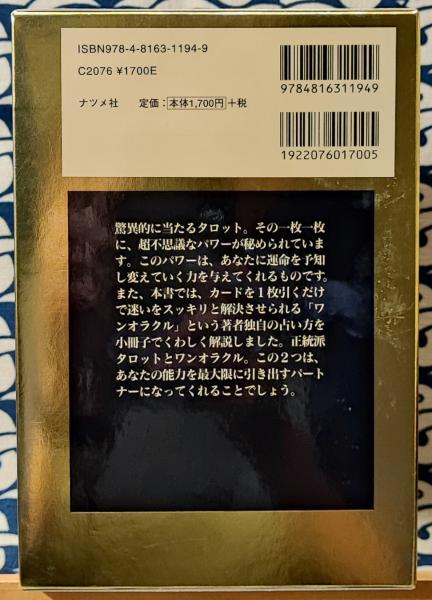 ISBN978-4-8163-1194-9
C2076 ¥1700E
ナツメ社 定価：本体1,700円＋税
9784816311949
1922076017005
驚異的に当たるタロット。その一枚一枚
に、超不思議なパワーが秘められていま
す。このパワーは、あなたに運命を予知
し変えていく力を与えてくれるものです。
また、本書では、カードを１枚引くだけ
で迷いをスッキリと解決させられる「ワ
ンオラクル」という著者独自の占い方を
小冊子でくわしく解説しました。正統派
タロットとワンオラクル。この２つは、
あなたの能力を最大限に引き出すパート
ナーになってくれることでしょう。